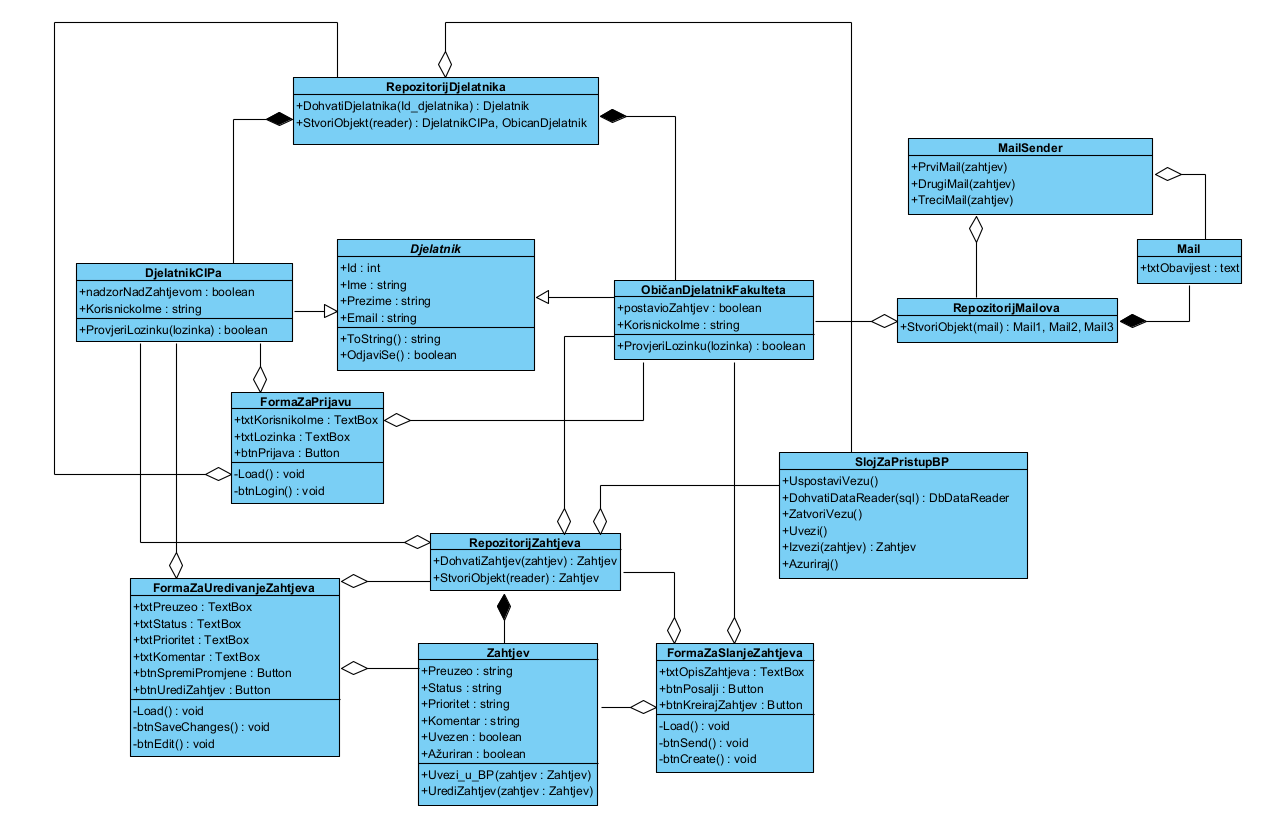 RepozitorijDjelatnika
+DohvatiDjelatnika(Id_djelatnika) : Djelatnik
+StvoriObjekt(reader) : DjelatnikCIPa, ObicanDjelatnik
MailSender
+PrviMail(zahtjev)
+DrugiMail(zahtjev)
+TreciMail(zahtjev)
Djelatnik
+Id : int
+Ime : string
+Prezime : string
+Email : string
+ToString() : string
+OdjaviSe() : boolean
Mail
+txtObavijest : text
DjelatnikCIPa
+nadzorNadZahtjevom : boolean
+KorisnickoIme : string
+ProvjeriLozinku(lozinka) : boolean
ObičanDjelatnikFakulteta
+postavioZahtjev : boolean
+KorisnickoIme : string
+ProvjeriLozinku(lozinka) : boolean
RepozitorijMailova
+StvoriObjekt(mail) : Mail1, Mail2, Mail3
FormaZaPrijavu
+txtKorisnikoIme : TextBox
+txtLozinka : TextBox
+btnPrijava : Button
-Load() : void
-btnLogin() : void
SlojZaPristupBP
+UspostaviVezu()
+DohvatiDataReader(sql) : DbDataReader
+ZatvoriVezu()
+Uvezi()
+Izvezi(zahtjev) : Zahtjev
+Azuriraj()
RepozitorijZahtjeva
+DohvatiZahtjev(zahtjev) : Zahtjev
+StvoriObjekt(reader) : Zahtjev
FormaZaUredivanjeZahtjeva
+txtPreuzeo : TextBox
+txtStatus : TextBox
+txtPrioritet : TextBox
+txtKomentar : TextBox
+btnSpremiPromjene : Button
+btnUrediZahtjev : Button
-Load() : void
-btnSaveChanges() : void
-btnEdit() : void
Zahtjev
+Preuzeo : string
+Status : string
+Prioritet : string
+Komentar : string
+Uvezen : boolean
+Ažuriran : boolean
+Uvezi_u_BP(zahtjev : Zahtjev)
+UrediZahtjev(zahtjev : Zahtjev)
FormaZaSlanjeZahtjeva
+txtOpisZahtjeva : TextBox
+btnPosalji : Button
+btnKreirajZahtjev : Button
-Load() : void
-btnSend() : void
-btnCreate() : void